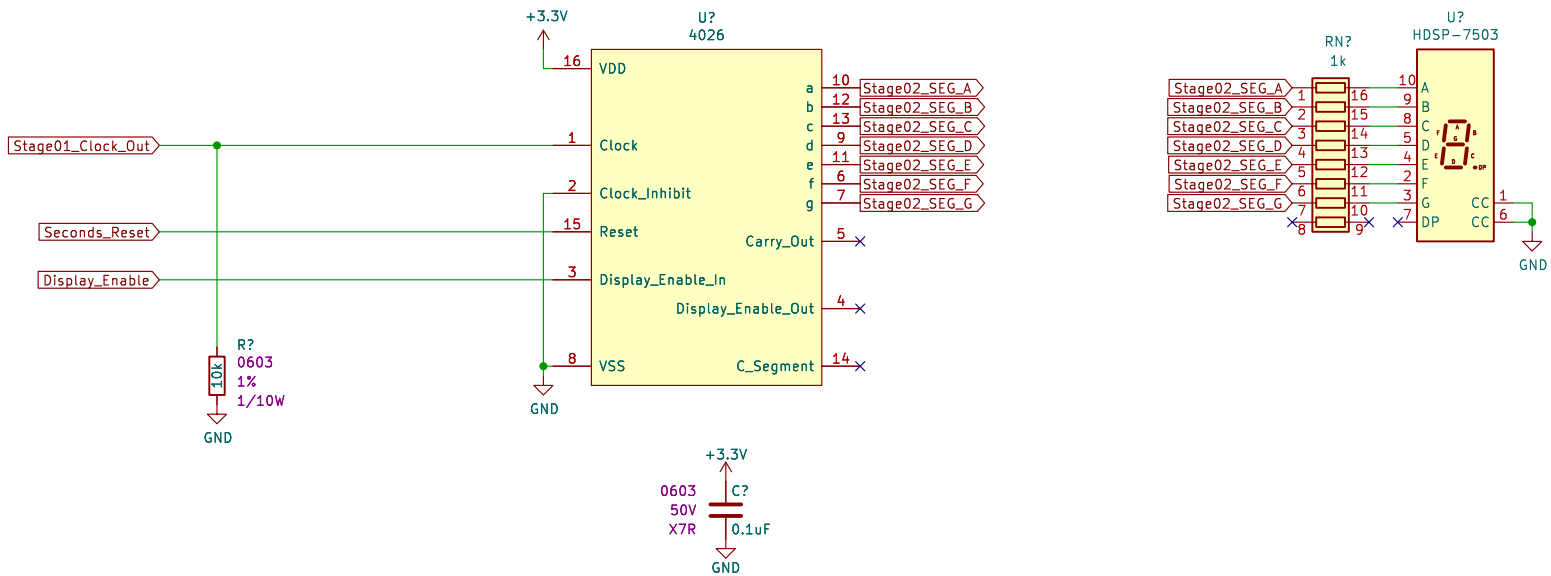 +3.3V
U?
4026
16 VDD
1 Clock
2 Clock_Inhibit
15 Reset
3 Display_Enable_In
8 VSS
a 10
b 12
c 13
d 9
e 11
f 6
g 7
Carry_Out 5
Display_Enable_Out 4
C_Segment 14
Stage01_Clock_Out
Seconds_Reset
Display_Enable
R?
10k
0603
1%
1/10W
GND
GND
Stage02_SEG_A
Stage02_SEG_B
Stage02_SEG_C
Stage02_SEG_D
Stage02_SEG_E
Stage02_SEG_F
Stage02_SEG_G
+3.3V
0603
50V
X7R
C?
0.1uF
GND
Stage02_SEG_A
Stage02_SEG_B
Stage02_SEG_C
Stage02_SEG_D
Stage02_SEG_E
Stage02_SEG_F
Stage02_SEG_G
RN?
1k
1 16
2 15
3 14
4 13
5 12
6 11
7 10
8 9
U?
HDSP-7503
10 A
9 B
8 C
5 D
4 E
2 F
3 G
7 DP
CC 1
CC 6
A
F B
G
E C
D
DP
GND